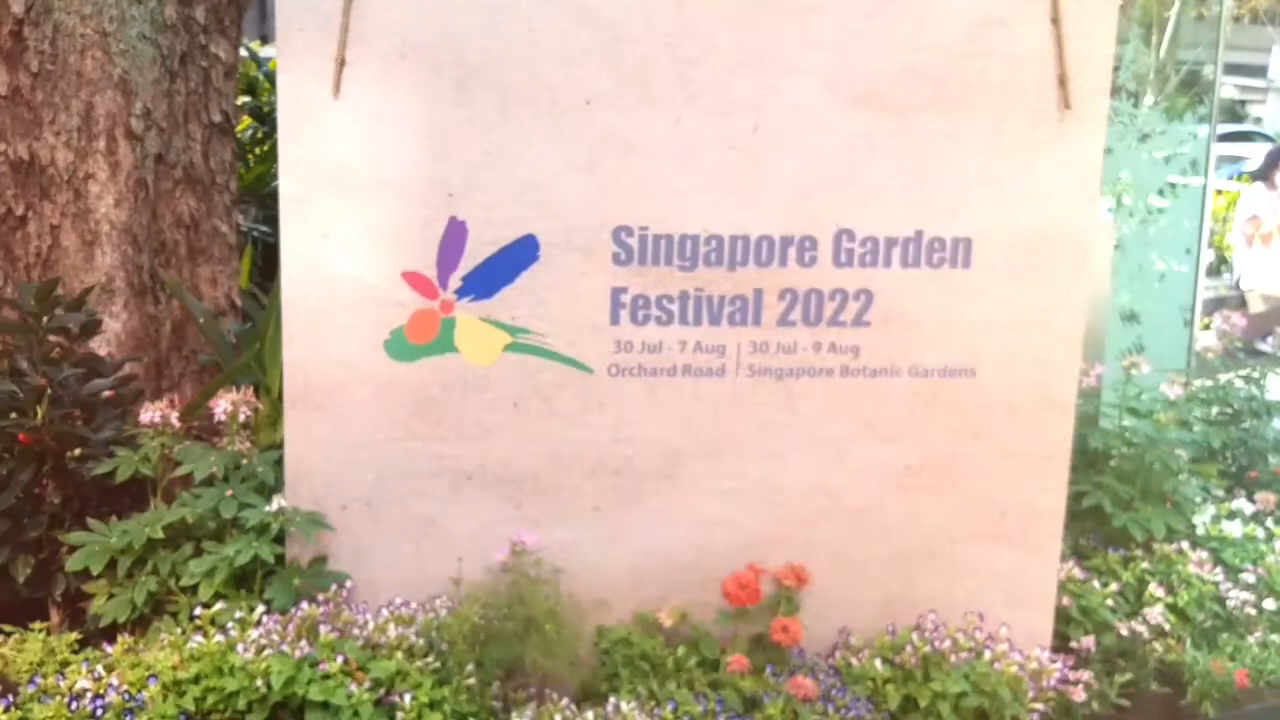 Singapore Garden
Festival 2022
30 Jul - 7 Aug | 30 Jul - 9 Aug
Orchard Road | Singapore Botanic Gardens